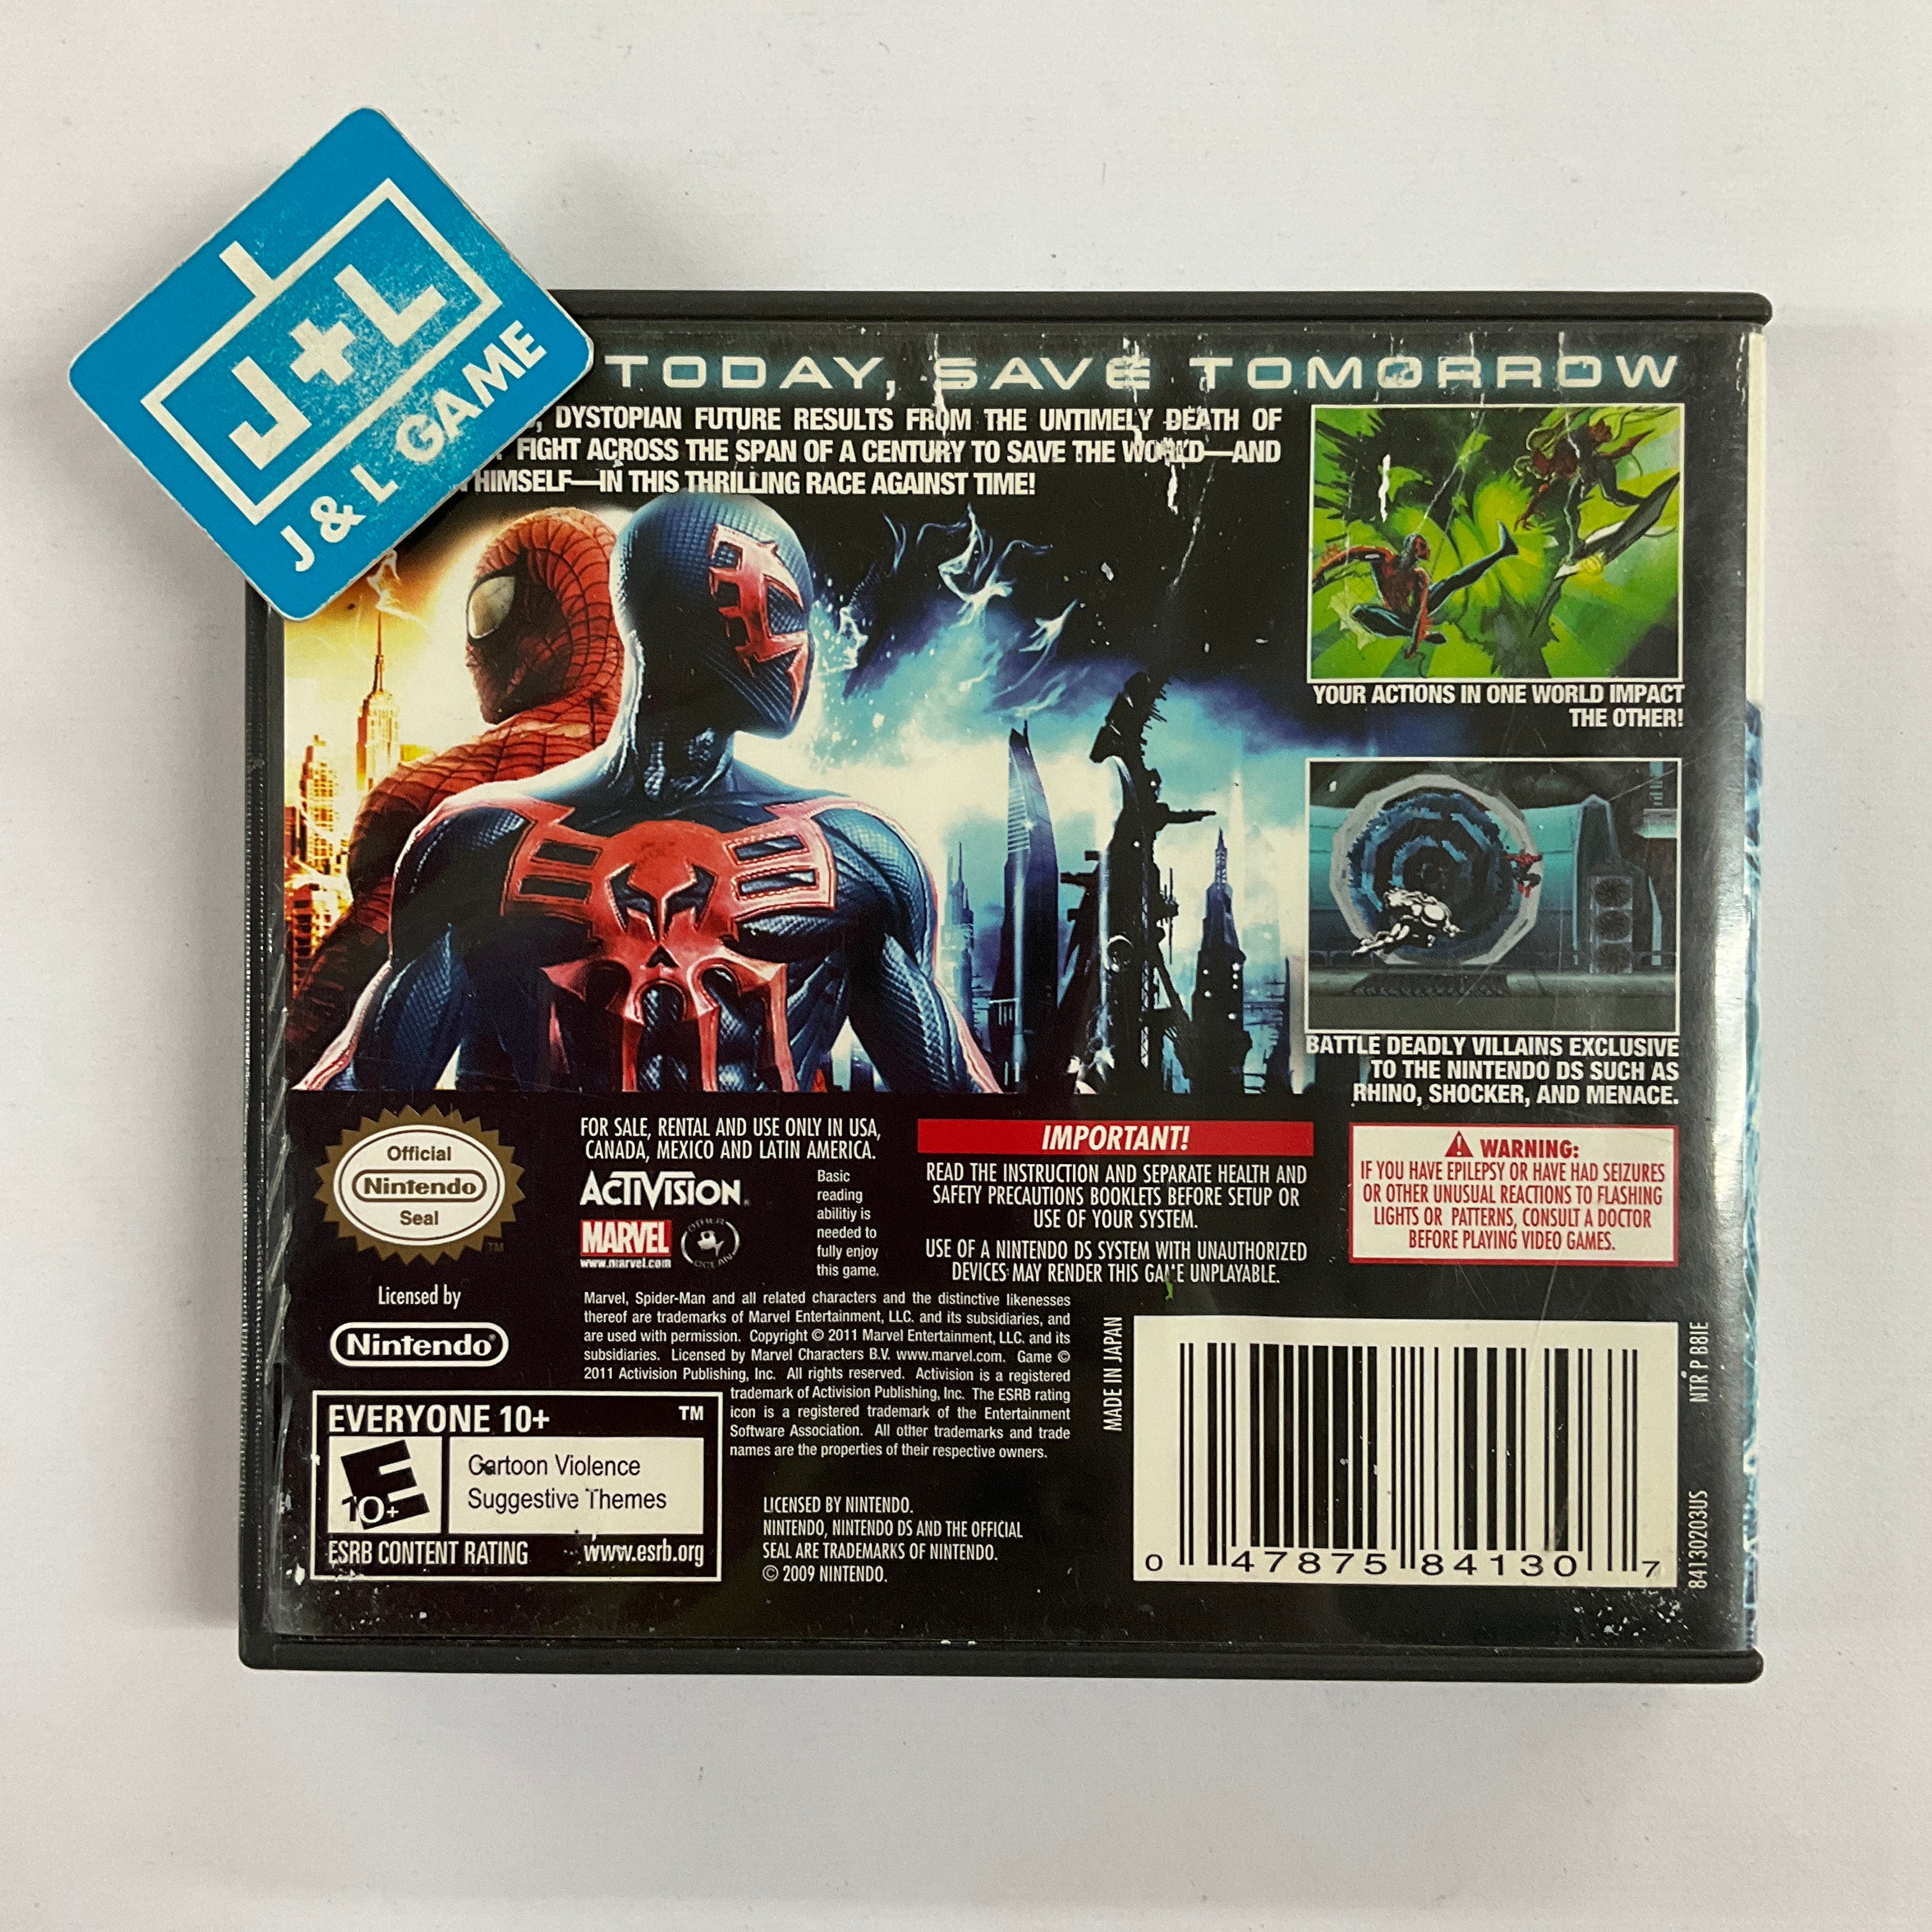 J+L
J & L GAME
TODAY, SAVE TOMORROW
DYSTOPIAN FUTURE RESULTS FROM THE UNTIMELY DEATH OF
FIGHT ACROSS THE SPAN OF A CENTURY TO SAVE THE WORLD—AND
HIMSELF—IN THIS THRILLING RACE AGAINST TIME!
YOUR ACTIONS IN ONE WORLD IMPACT
THE OTHER!
BATTLE DEADLY VILLAINS EXCLUSIVE
TO THE NINTENDO DS SUCH AS
RHINO, SHOCKER, AND MENACE.
Official
Nintendo
Seal
TM
Licensed by
Nintendo®
FOR SALE, RENTAL AND USE ONLY IN USA,
CANADA, MEXICO AND LATIN AMERICA.
ACTIVISION®
MARVEL
www.marvel.com
OTHER
OCEAN
Basic
reading
abilitiy is
needed to
fully enjoy
this game.
IMPORTANT!
READ THE INSTRUCTION AND SEPARATE HEALTH AND
SAFETY PRECAUTIONS BOOKLETS BEFORE SETUP OR
USE OF YOUR SYSTEM.
USE OF A NINTENDO DS SYSTEM WITH UNAUTHORIZED
DEVICES MAY RENDER THIS GAME UNPLAYABLE.
WARNING:
IF YOU HAVE EPILEPSY OR HAVE HAD SEIZURES
OR OTHER UNUSUAL REACTIONS TO FLASHING
LIGHTS OR PATTERNS, CONSULT A DOCTOR
BEFORE PLAYING VIDEO GAMES.
Marvel, Spider-Man and all related characters and the distinctive likenesses
thereof are trademarks of Marvel Entertainment, LLC. and its subsidiaries, and
are used with permission. Copyright © 2011 Marvel Entertainment, LLC. and its
subsidiaries. Licensed by Marvel Characters B.V. www.marvel.com. Game ©
2011 Activision Publishing, Inc. All rights reserved. Activision is a registered
trademark of Activision Publishing, Inc. The ESRB rating
icon is a registered trademark of the Entertainment
Software Association. All other trademarks and trade
names are the properties of their respective owners.
EVERYONE 10+ TM
E
10+
Cartoon Violence
Suggestive Themes
ESRB CONTENT RATING www.esrb.org
LICENSED BY NINTENDO.
NINTENDO, NINTENDO DS AND THE OFFICIAL
SEAL ARE TRADEMARKS OF NINTENDO.
© 2009 NINTENDO.
MADE IN JAPAN
0 47875 84130 7
NTR P BBIE
84130203US